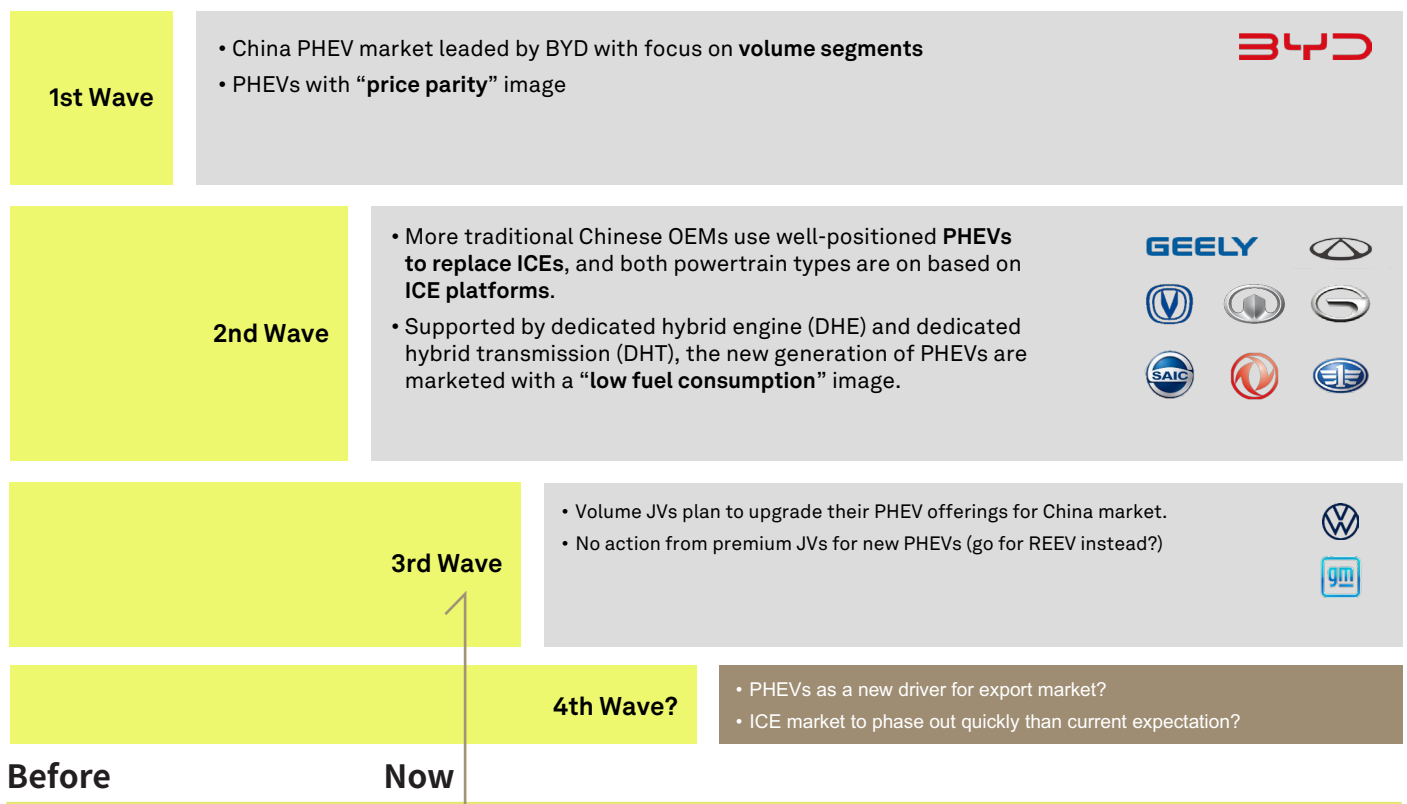 1st Wave
• China PHEV market leaded by BYD with focus on volume segments
• PHEVs with “price parity” image
BYD
2nd Wave
• More traditional Chinese OEMs use well-positioned PHEVs
to replace ICEs, and both powertrain types are on based on
ICE platforms.
• Supported by dedicated hybrid engine (DHE) and dedicated
hybrid transmission (DHT), the new generation of PHEVs are
marketed with a “low fuel consumption” image.
GEELY
SAIC
3rd Wave
• Volume JVs plan to upgrade their PHEV offerings for China market.
• No action from premium JVs for new PHEVs (go for REEV instead?)
gm
4th Wave?
• PHEVs as a new driver for export market?
• ICE market to phase out quickly than current expectation?
Before
Now